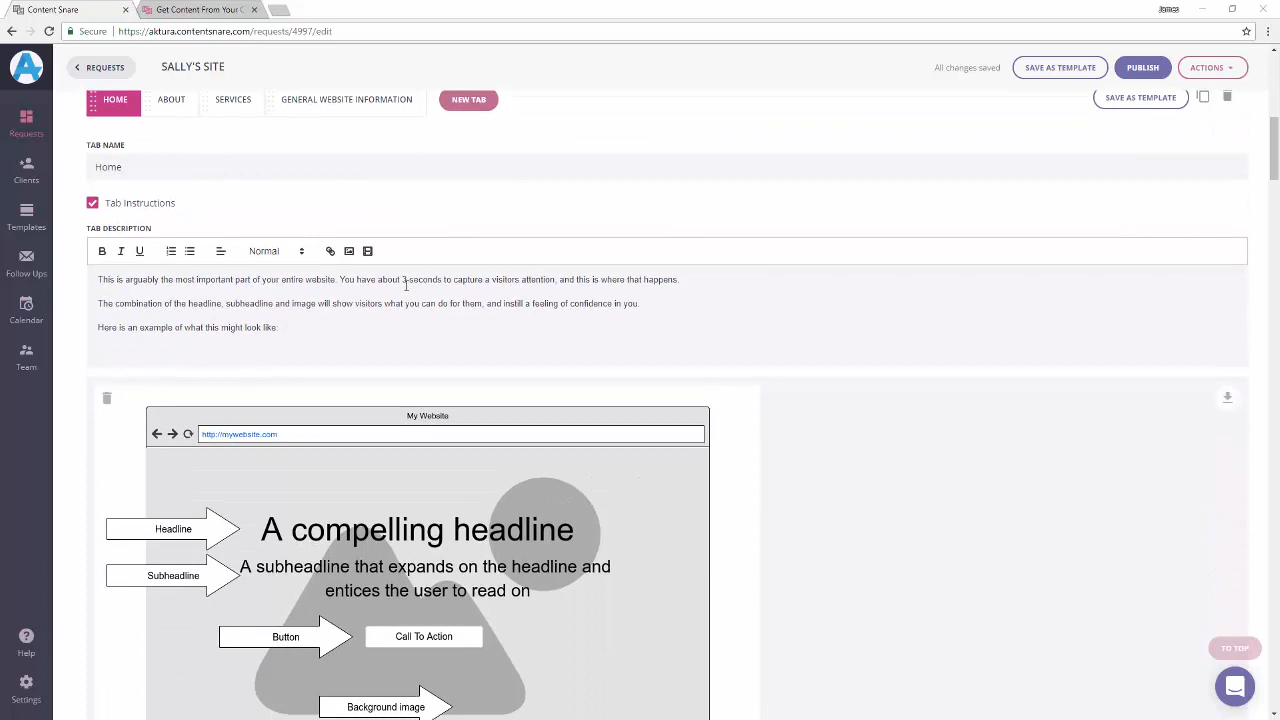 Content Snare
Get Content From Your C
James
Secure
https://aktura.contentsnare.com/requests/4997/edit
REQUESTS
SALLY'S SITE
All changes saved
SAVE AS TEMPLATE
PUBLISH
ACTIONS
HOME
ABOUT
SERVICES
GENERAL WEBSITE INFORMATION
NEW TAB
SAVE AS TEMPLATE
Requests
Clients
Templates
Follow Ups
Calendar
Team
Help
Settings
TAB NAME
Home
Tab Instructions
TAB DESCRIPTION
B I U
Normal
This is arguably the most important part of your entire website. You have about 3 seconds to capture a visitors attention, and this is where that happens.
The combination of the headline, subheadline and image will show visitors what you can do for them, and instill a feeling of confidence in you.
Here is an example of what this might look like:
My Website
http://mywebsite.com
Headline
A compelling headline
Subheadline
A subheadline that expands on the headline and
entices the user to read on
Button
Call To Action
Background image
TO TOP